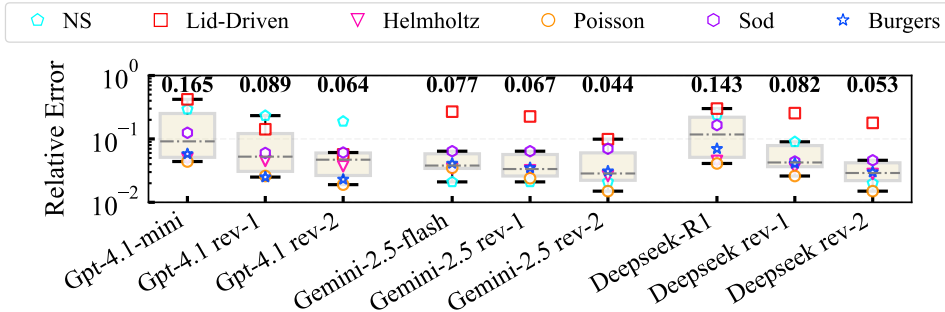 NS Lid-Driven Helmholtz Poisson Sod Burgers
0.165 0.089 0.064 0.077 0.067 0.044 0.143 0.082 0.053
Relative Error
10^0
10^-1
10^-2
Gpt-4.1-mini
Gpt-4.1 rev-1
Gpt-4.1 rev-2
Gemini-2.5-flash
Gemini-2.5 rev-1
Gemini-2.5 rev-2
Deepseek-R1
Deepseek rev-1
Deepseek rev-2